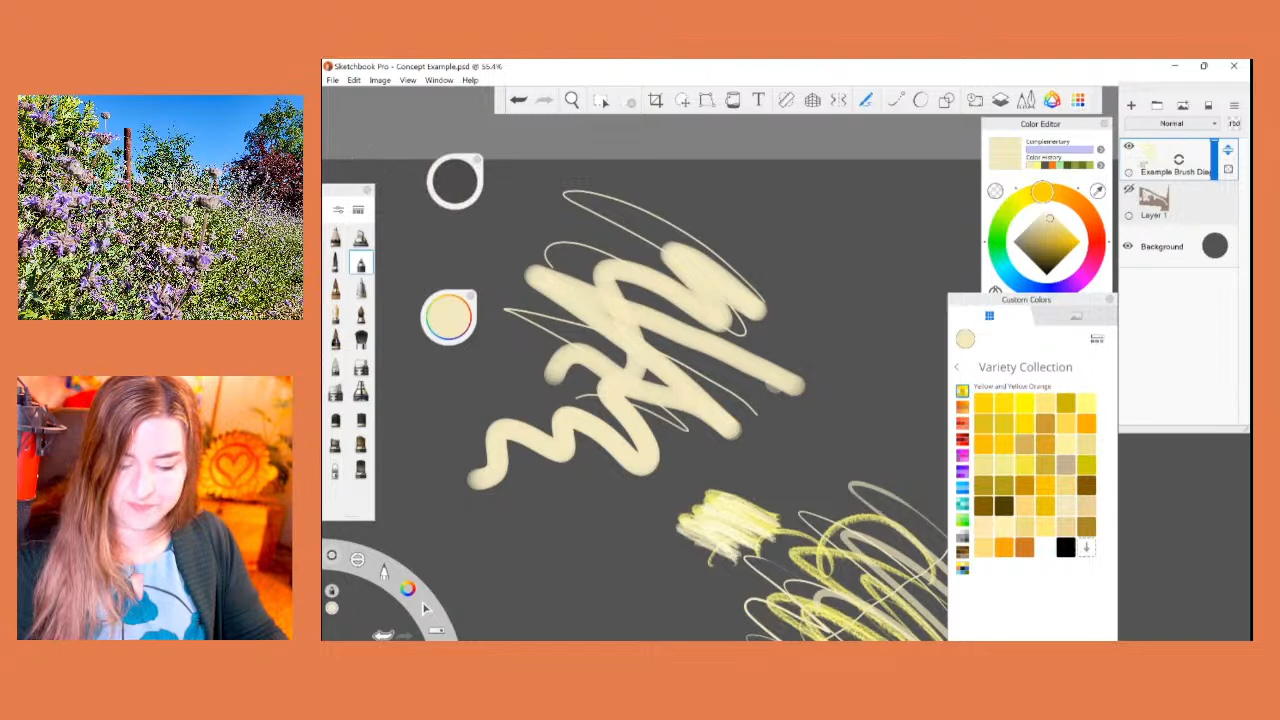 Sketchbook Pro - Concept Example.psd @ 55.4%
File Edit Image View Window Help
T
Color Editor
Complementary
Color History
Normal
Example Brush Dia
Layer 1
Background
Custom Colors
Variety Collection
Yellow and Yellow Orange